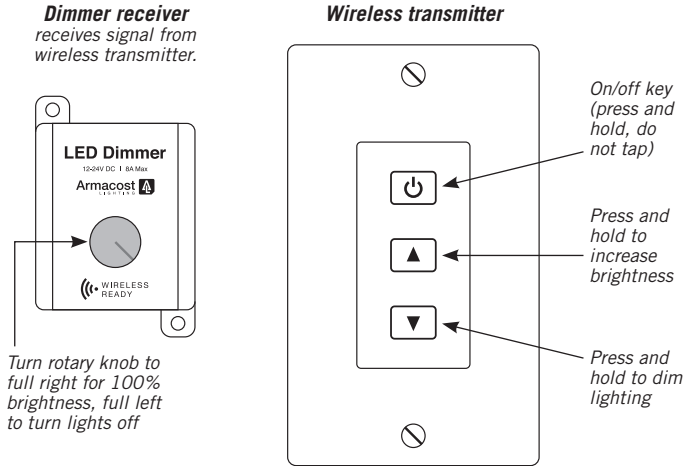 Dimmer receiver
receives signal from
wireless transmitter.
LED Dimmer
12-24V DC | 8A Max
Armacost
LIGHTING
WIRELESS
READY
Turn rotary knob to
full right for 100%
brightness, full left
to turn lights off
Wireless transmitter
On/off key
(press and
hold, do
not tap)
Press and
hold to
increase
brightness
Press and
hold to dim
lighting